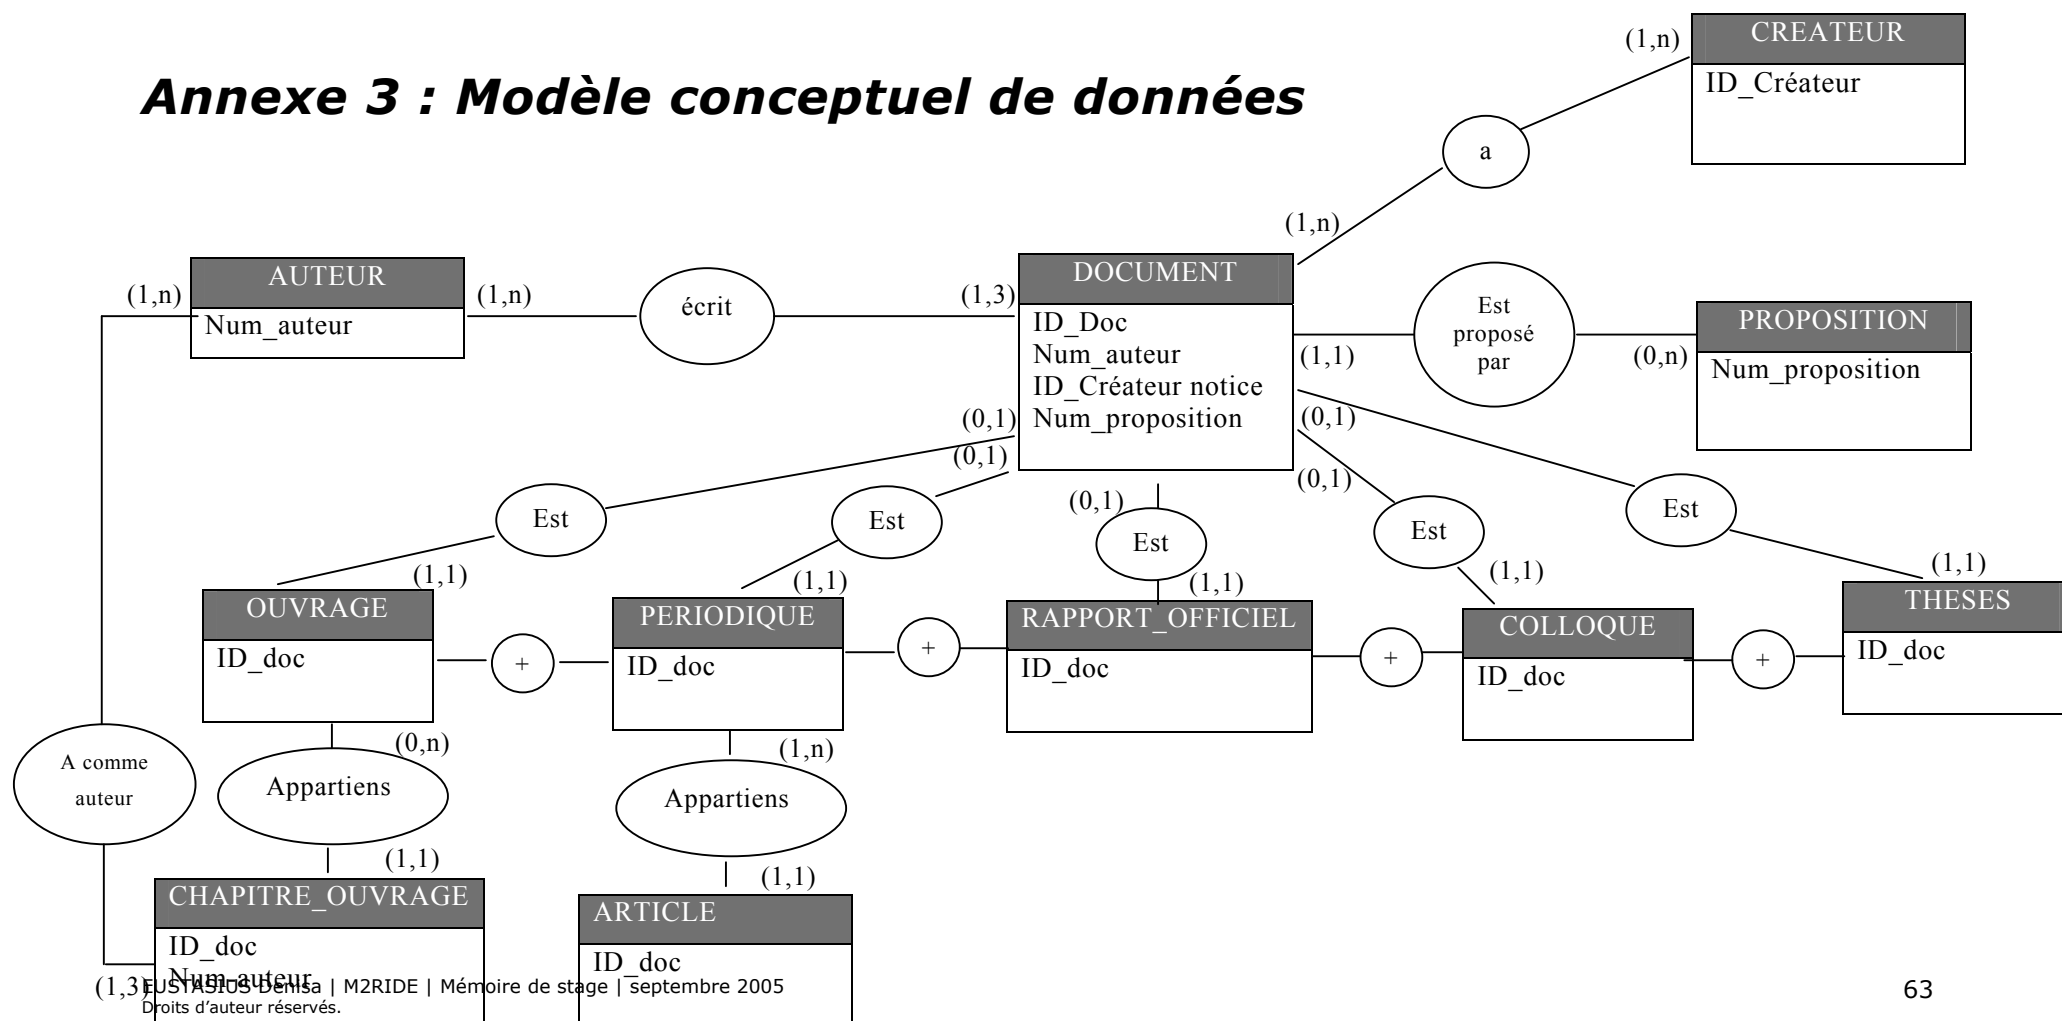 (1,n)
CREATEUR
ID_Créateur
Annexe 3 : Modèle conceptuel de données
a
(1,n)
(1,n)
AUTEUR
Num_auteur
(1,n)
écrit
(1,3)
DOCUMENT
ID_Doc
Num_auteur
ID_Créateur notice
Num_proposition
(1,1)
Est
proposé
par
(0,n)
PROPOSITION
Num_proposition
(0,1)
(0,1)
(0,1)
(0,1)
(0,1)
Est
Est
Est
Est
Est
(1,1)
(1,1)
(1,1)
(1,1)
(1,1)
OUVRAGE
ID_doc
+
PERIODIQUE
ID_doc
+
RAPPORT_OFFICIEL
ID_doc
+
COLLOQUE
ID_doc
+
THESES
ID_doc
A comme
auteur
(0,n)
Appartiens
(1,1)
(1,n)
Appartiens
(1,1)
CHAPITRE_OUVRAGE
ID_doc
Num-auteur
(1,3)
ARTICLE
ID_doc
EUSTASIUS Denisa | M2RIDE | Mémoire de stage | septembre 2005
Droits d'auteur réservés.
63